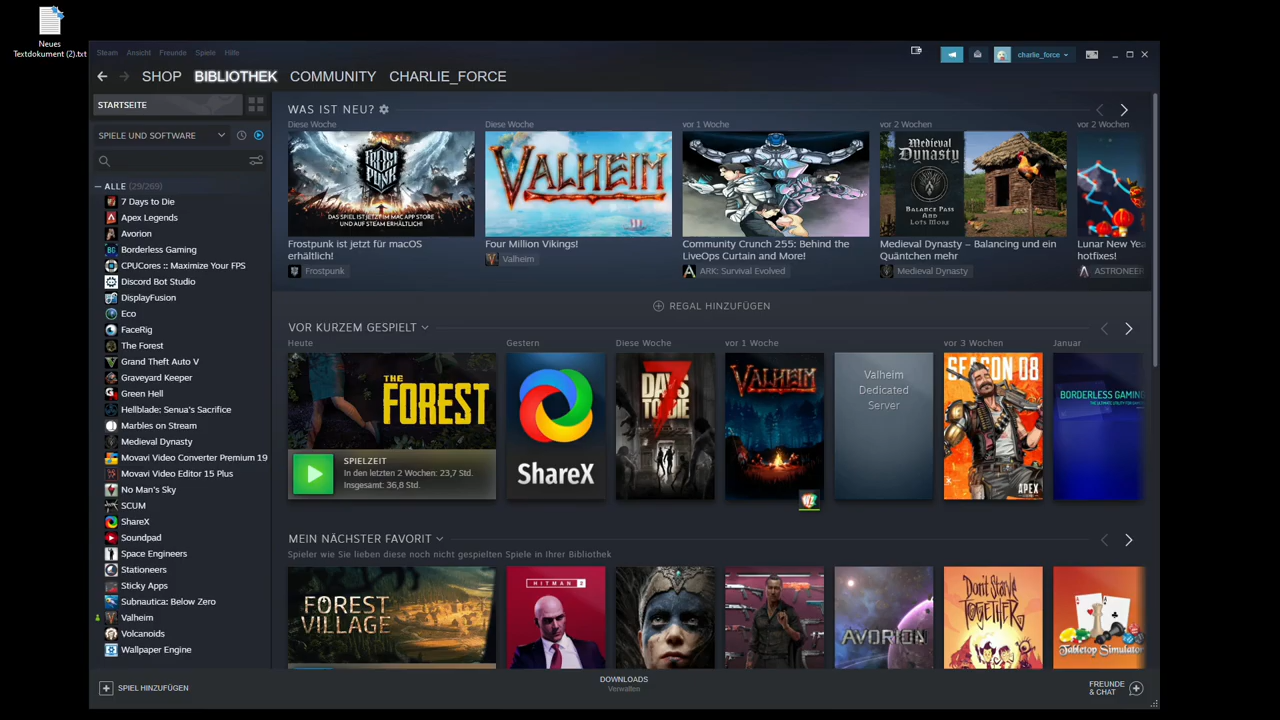 Neues
Textdokument (2).txt
Steam Ansicht Freunde Spiele Hilfe
charlie_force
SHOP BIBLIOTHEK COMMUNITY CHARLIE_FORCE
STARTSEITE
SPIELE UND SOFTWARE
ALLE (29/269)
7 Days to Die
Apex Legends
Avorion
Borderless Gaming
CPUCores :: Maximize Your FPS
Discord Bot Studio
DisplayFusion
Eco
FaceRig
The Forest
Grand Theft Auto V
Graveyard Keeper
Green Hell
Hellblade: Senua's Sacrifice
Marbles on Stream
Medieval Dynasty
Movavi Video Converter Premium 19
Movavi Video Editor 15 Plus
No Man's Sky
SCUM
ShareX
Soundpad
Space Engineers
Stationeers
Sticky Apps
Subnautica: Below Zero
Valheim
Volcanoids
Wallpaper Engine
WAS IST NEU?
Diese Woche
FROST PUNK
DAS SPIEL IST JETZT IM MAC APP STORE
UND AUF STEAM ERHÄLTLICH!
Frostpunk ist jetzt für macOS
erhältlich!
Frostpunk
Diese Woche
VALHEIM
Four Million Vikings!
Valheim
vor 1 Woche
Community Crunch 255: Behind the
LiveOps Curtain and More!
ARK: Survival Evolved
vor 2 Wochen
Medieval
Dynasty
BALANCE PASS
AND
LOTS MORE
Medieval Dynasty – Balancing und ein
Quäntchen mehr
Medieval Dynasty
vor 2 Wochen
Lunar New Yea
hotfixes!
ASTRONEER
REGAL HINZUFÜGEN
VOR KURZEM GESPIELT
Heute
THE
FOREST
SPIELZEIT
In den letzten 2 Wochen: 23,7 Std.
Insgesamt: 36,8 Std.
Gestern
ShareX
Diese Woche
7 DAYS
TO DIE
vor 1 Woche
VALHEIM
Valheim
Dedicated
Server
vor 3 Wochen
SEASON 08
APEX
Januar
BORDERLESS GAMING
MEIN NÄCHSTER FAVORIT
Spieler wie Sie lieben diese noch nicht gespielten Spiele in Ihrer Bibliothek
FOREST
VILLAGE
HITMAN 3
AVORION
Don't Starve
TOGETHER
Tabletop Simulator
SPIEL HINZUFÜGEN
DOWNLOADS
Verwalten
FREUNDE
& CHAT